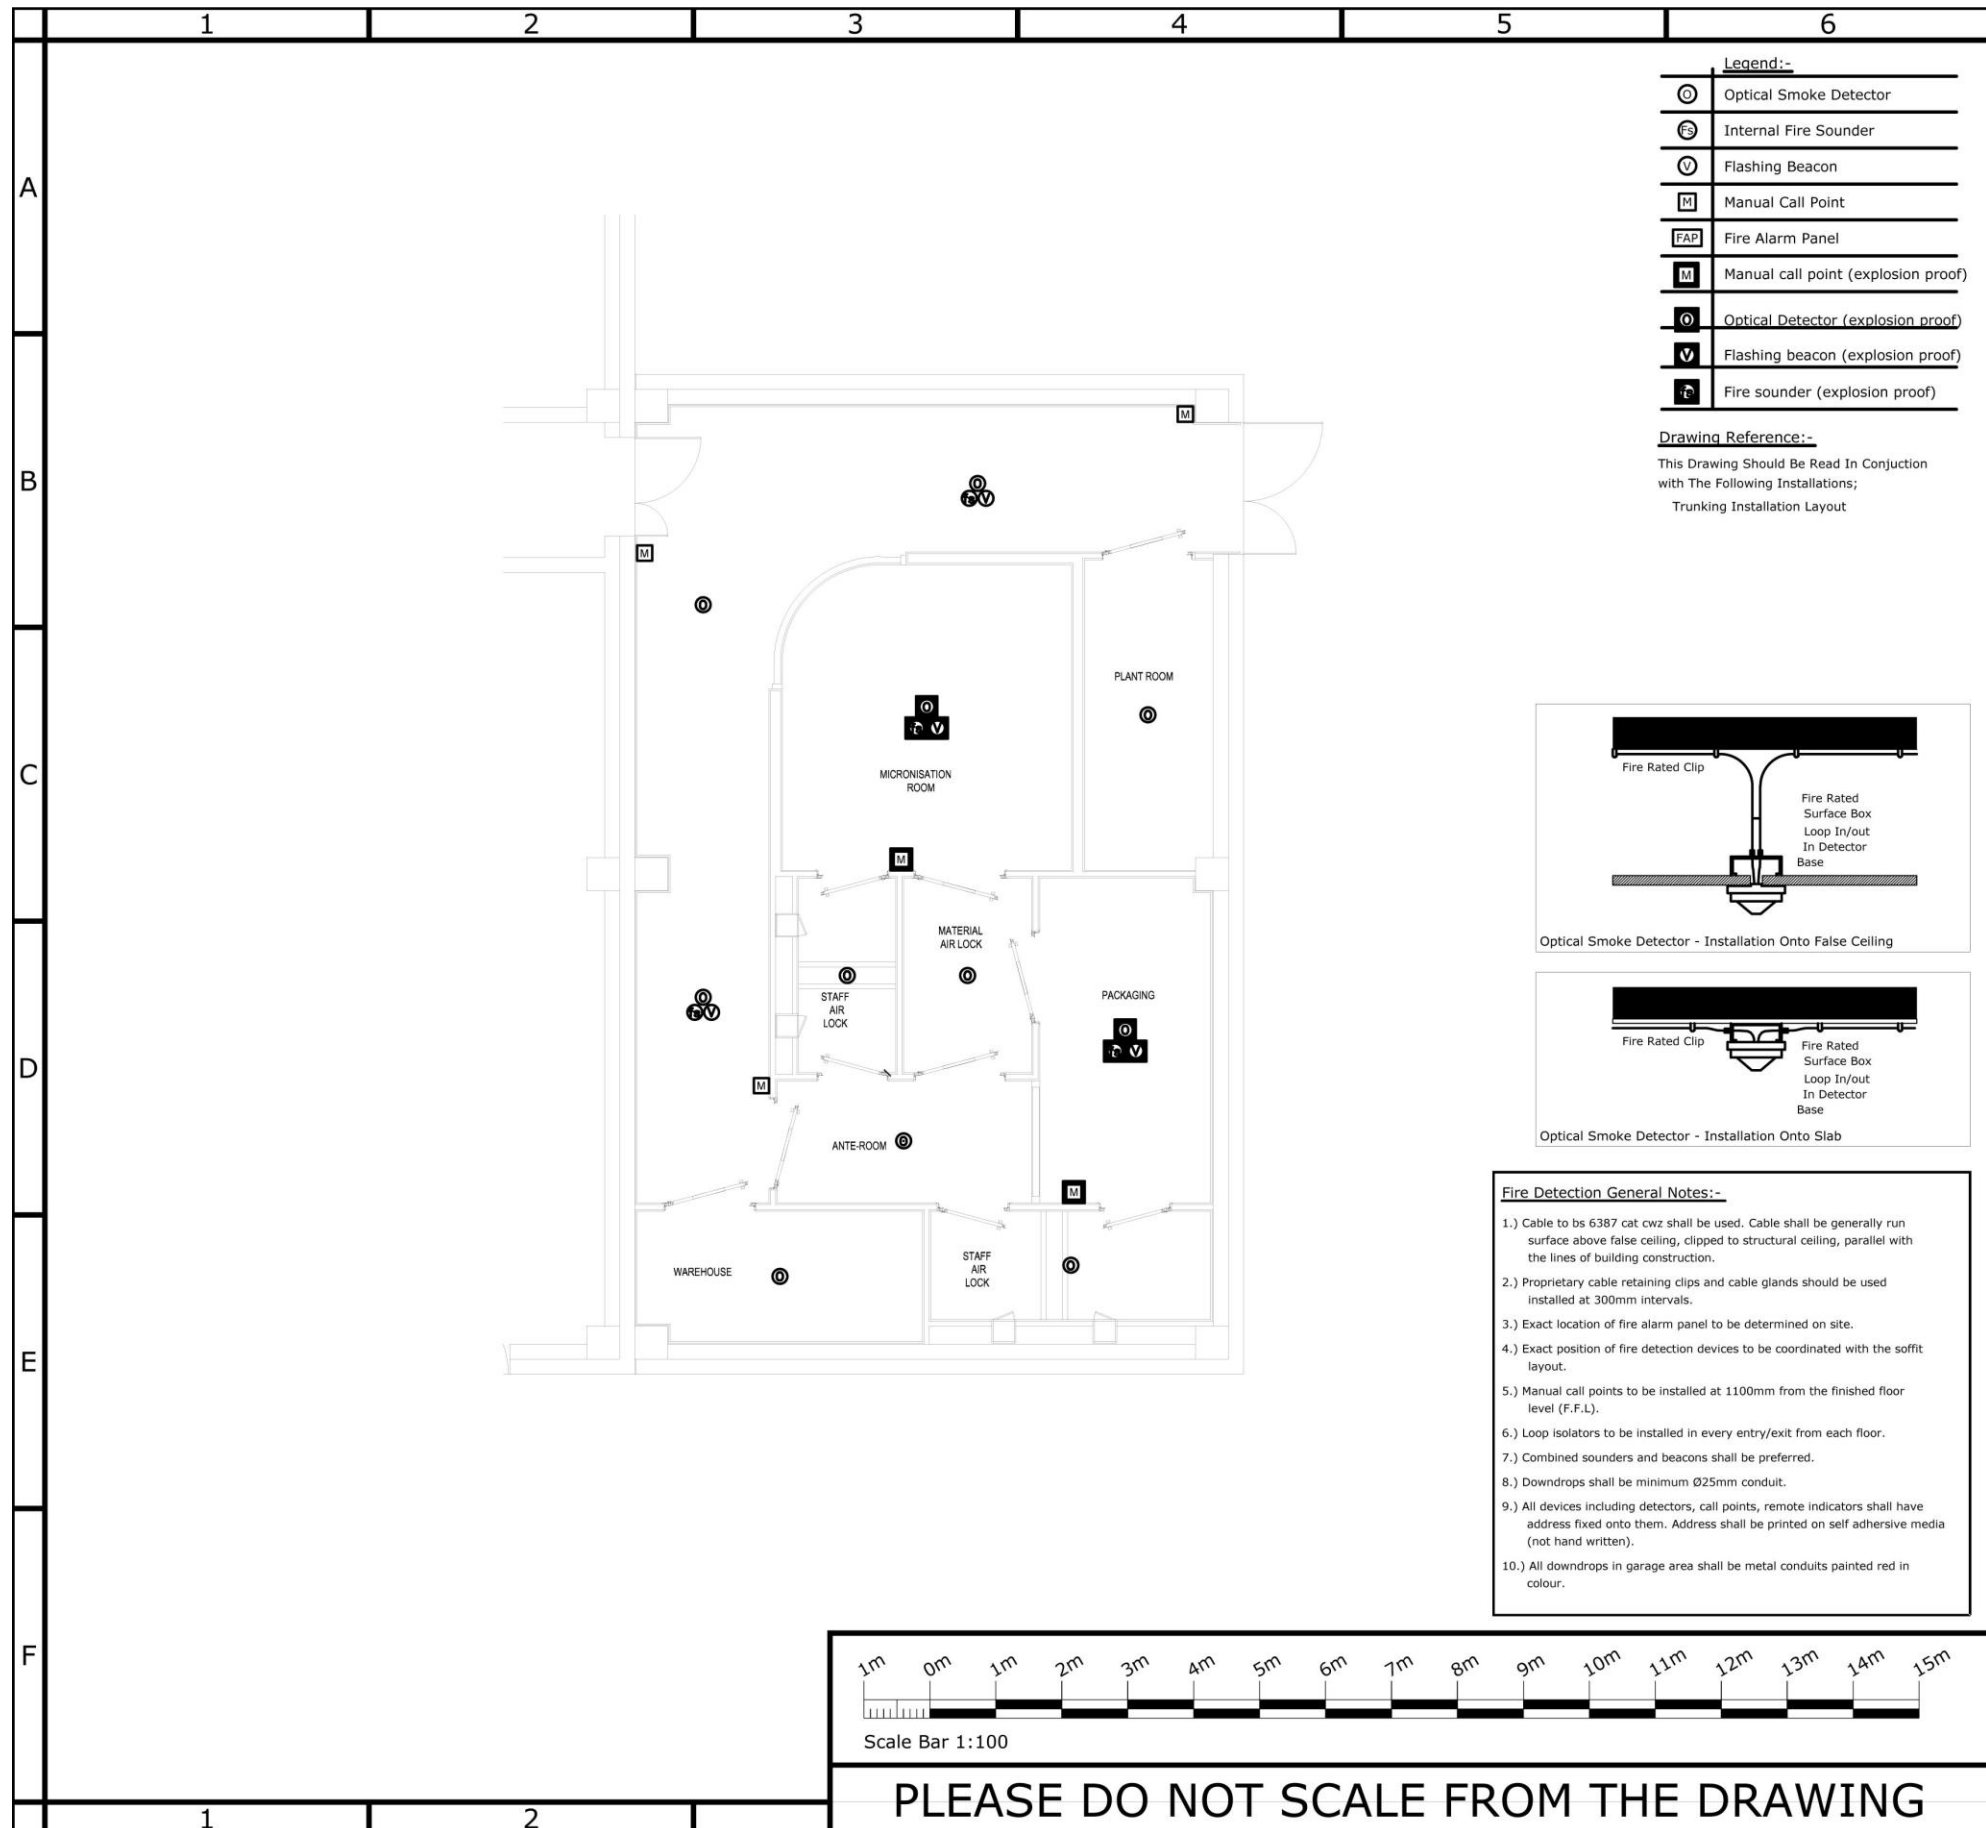 1 2 3 4 5 6
A
B
C
D
E
F
Legend:-
O Optical Smoke Detector
Fs Internal Fire Sounder
V Flashing Beacon
M Manual Call Point
FAP Fire Alarm Panel
M Manual call point (explosion proof)
O Optical Detector (explosion proof)
V Flashing beacon (explosion proof)
fs Fire sounder (explosion proof)
Drawing Reference:-
This Drawing Should Be Read In Conjuction
with The Following Installations;
Trunking Installation Layout
M
O
fs V
M
O
PLANT ROOM
O
O
fs V
MICRONISATION
ROOM
M
MATERIAL
AIR LOCK
O
O
STAFF
AIR
LOCK
O
fs V
PACKAGING
O
fs V
M
ANTE-ROOM O
M
WAREHOUSE O
STAFF
AIR
LOCK
O
Fire Rated Clip
Fire Rated
Surface Box
Loop In/out
In Detector
Base
Optical Smoke Detector - Installation Onto False Ceiling
Fire Rated Clip
Fire Rated
Surface Box
Loop In/out
In Detector
Base
Optical Smoke Detector - Installation Onto Slab
Fire Detection General Notes:-
1.) Cable to bs 6387 cat cwz shall be used. Cable shall be generally run
surface above false ceiling, clipped to structural ceiling, parallel with
the lines of building construction.
2.) Proprietary cable retaining clips and cable glands should be used
installed at 300mm intervals.
3.) Exact location of fire alarm panel to be determined on site.
4.) Exact position of fire detection devices to be coordinated with the soffit
layout.
5.) Manual call points to be installed at 1100mm from the finished floor
level (F.F.L).
6.) Loop isolators to be installed in every entry/exit from each floor.
7.) Combined sounders and beacons shall be preferred.
8.) Downdrops shall be minimum Ø25mm conduit.
9.) All devices including detectors, call points, remote indicators shall have
address fixed onto them. Address shall be printed on self adhersive media
(not hand written).
10.) All downdrops in garage area shall be metal conduits painted red in
colour.
1m 0m 1m 2m 3m 4m 5m 6m 7m 8m 9m 10m 11m 12m 13m 14m 15m
Scale Bar 1:100
PLEASE DO NOT SCALE FROM THE DRAWING
1 2